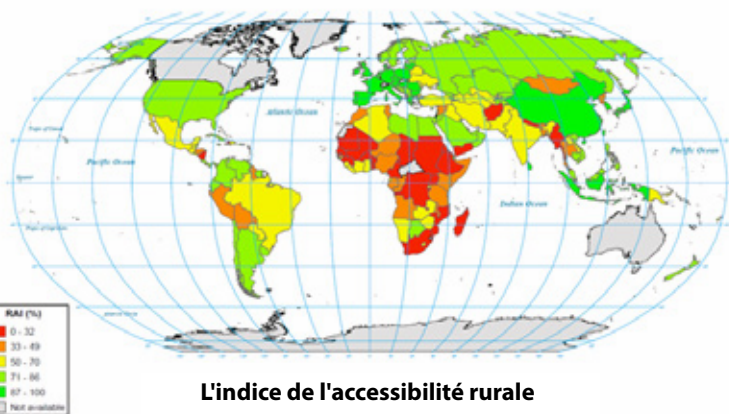 Atlantic Ocean
Pacific Ocean
Pacific Ocean
Indian Ocean
RAI (%)
0 - 32
33 - 49
50 - 70
71 - 86
87 - 100
Not available
L'indice de l'accessibilité rurale